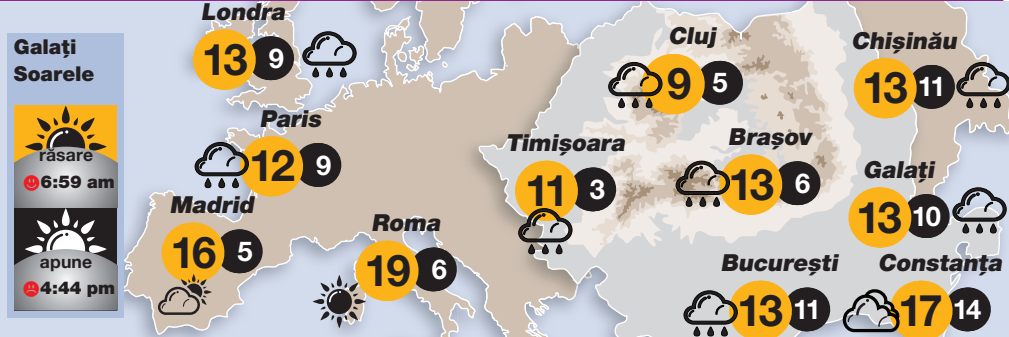 Galați
Soarele
răsare
6:59 am
apune
4:44 pm
Londra
13 9
Paris
12 9
Madrid
16 5
Roma
19 6
Timișoara
11 3
Cluj
9 5
Brașov
13 6
București
13 11
Chișinău
13 11
Galați
13 10
Constanța
17 14